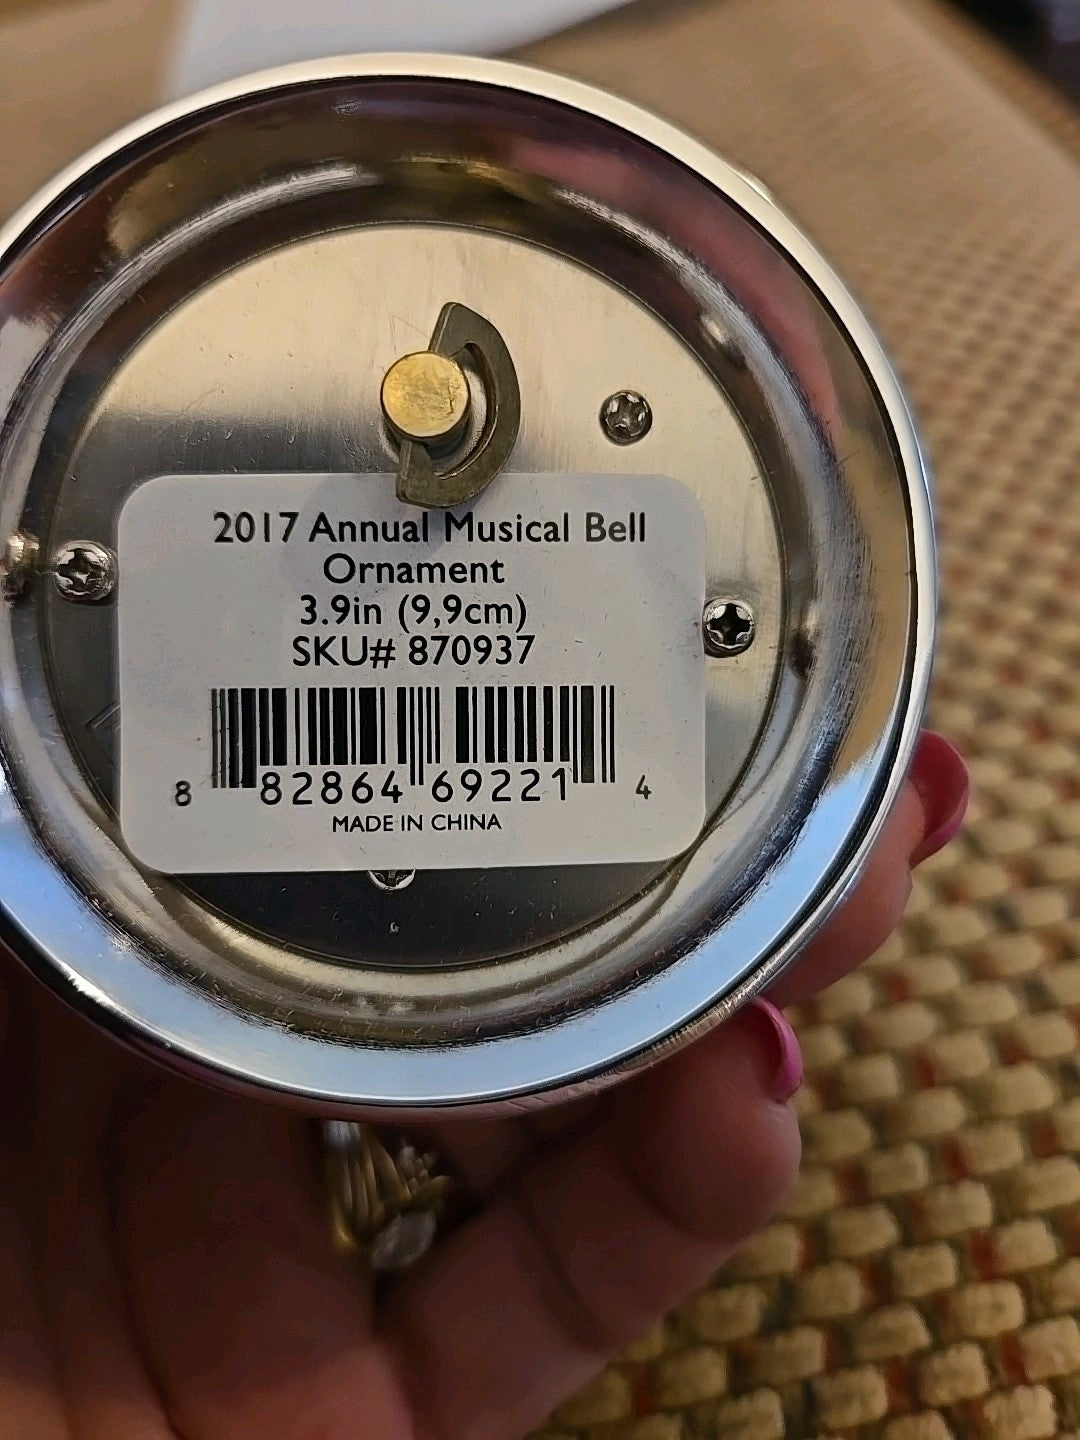 2017 Annual Musical Bell
Ornament
3.9in (9,9cm)
SKU# 870937
8 82864 69221 4
MADE IN CHINA